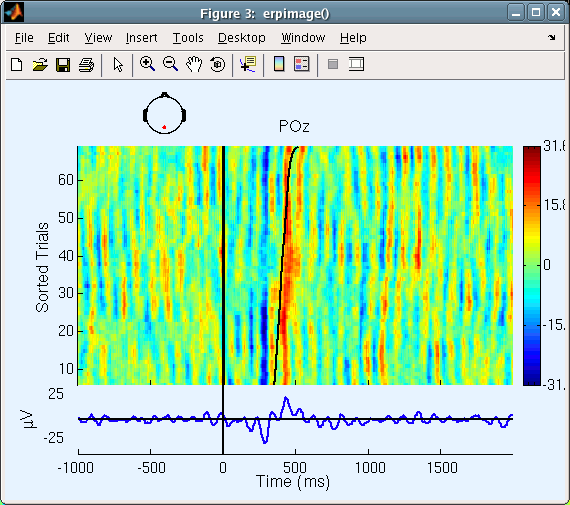 Figure 3: erpimage()
File Edit View Insert Tools Desktop Window Help
POz
Sorted Trials
60
50
40
30
20
10
31.6
15.8
0
-15.
-31.
μV
25
-25
-1000 -500 0 500 1000 1500
Time (ms)